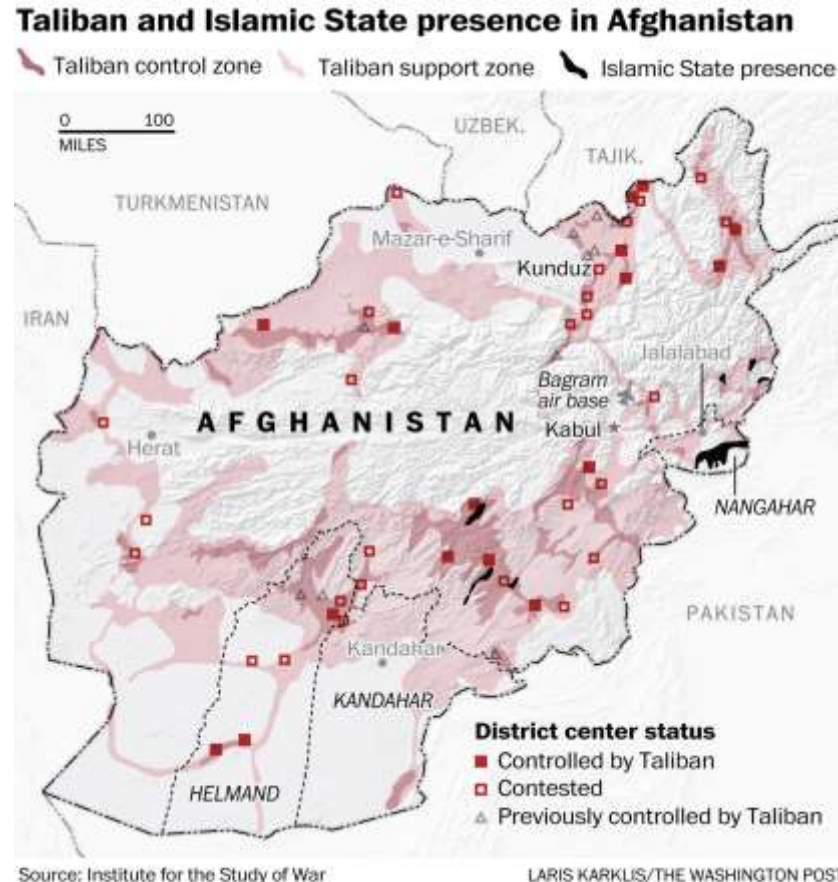 Taliban and Islamic State presence in Afghanistan
Taliban control zone Taliban support zone Islamic State presence
0 100
MILES
UZBEK.
TAJIK.
TURKMENISTAN
Mazar-e-Sharif
Kunduz
IRAN
Jalalabad
Bagram
air base
AFGHANISTAN
Kabul
Herat
NANGAHAR
PAKISTAN
Kandahar
KANDAHAR
HELMAND
District center status
Controlled by Taliban
Contested
Previously controlled by Taliban
Source: Institute for the Study of War LARIS KARKLIS/THE WASHINGTON POS